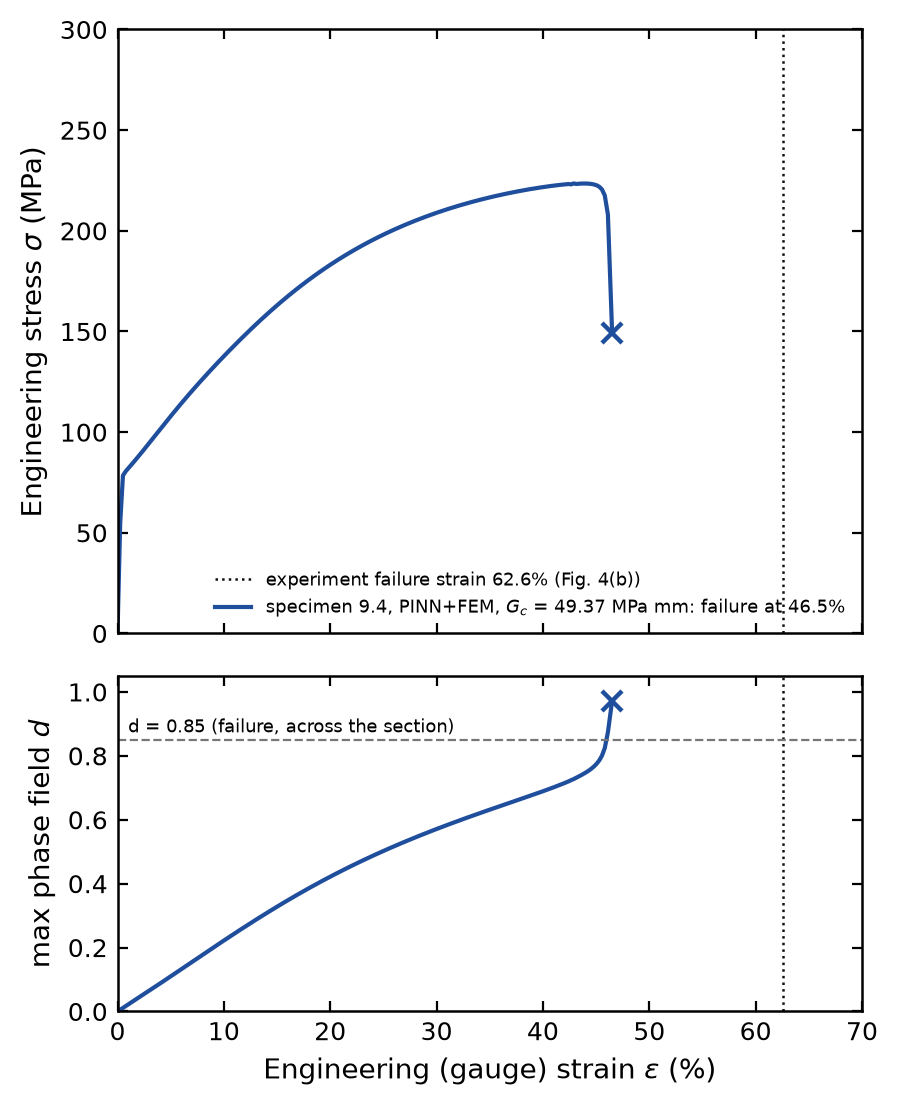 300
250
200
150
100
50
0
Engineering stress σ (MPa)
experiment failure strain 62.6% (Fig. 4(b))
specimen 9.4, PINN+FEM, G_c = 49.37 MPa mm: failure at 46.5%
1.0
0.8
0.6
0.4
0.2
0.0
max phase field d
d = 0.85 (failure, across the section)
0 10 20 30 40 50 60 70
Engineering (gauge) strain ε (%)